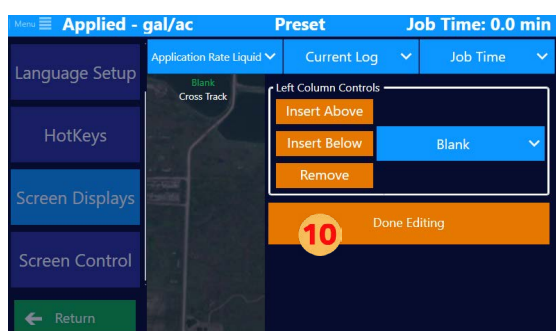 Menu Applied - gal/ac Preset Job Time: 0.0 min
Application Rate Liquid Current Log Job Time
Language Setup
HotKeys
Screen Displays
Screen Control
Return
Blank
Cross Track
Left Column Controls
Insert Above
Insert Below
Blank
Remove
Done Editing
10